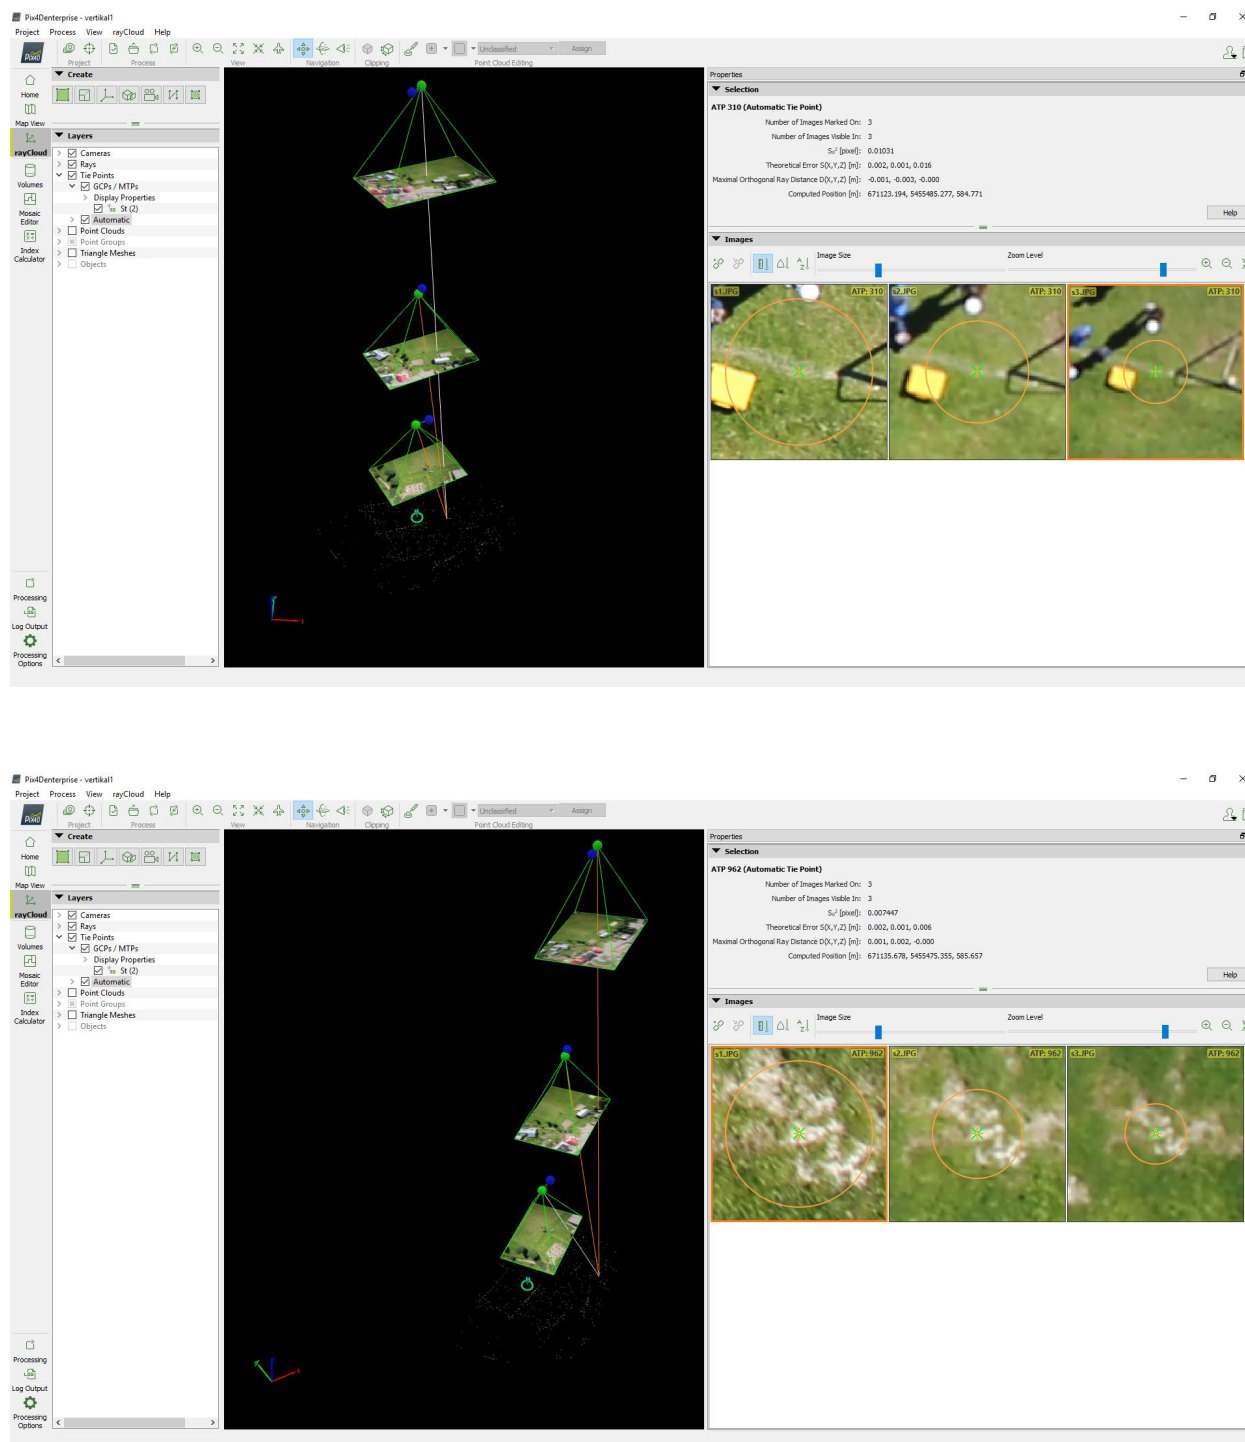 Pix4Denterprise - vertikal1
Project Process View rayCloud Help
Project Process View Navigation Clipping Point Cloud Editing
Unclassified Assign
Home
Map View
rayCloud
Volumes
Mosaic Editor
Index Calculator
Processing
Log Output
Processing Options
Create
Layers
Cameras
Rays
Tie Points
GCPs / MTPs
Display Properties
St (2)
Automatic
Point Clouds
Point Groups
Triangle Meshes
Objects
Properties
Selection
ATP 310 (Automatic Tie Point)
Number of Images Marked On: 3
Number of Images Visible In: 3
S₀² [pixel]: 0.01031
Theoretical Error S(X,Y,Z) [m]: 0.002, 0.001, 0.016
Maximal Orthogonal Ray Distance D(X,Y,Z) [m]: -0.001, -0.003, -0.000
Computed Position [m]: 671123.194, 5455485.277, 584.771
Help
Images
Image Size Zoom Level
s1.JPG ATP: 310 s2.JPG ATP: 310 s3.JPG ATP: 310
Pix4Denterprise - vertikal1
Project Process View rayCloud Help
Project Process View Navigation Clipping Point Cloud Editing
Unclassified Assign
Home
Map View
rayCloud
Volumes
Mosaic Editor
Index Calculator
Processing
Log Output
Processing Options
Create
Layers
Cameras
Rays
Tie Points
GCPs / MTPs
Display Properties
St (2)
Automatic
Point Clouds
Point Groups
Triangle Meshes
Objects
Properties
Selection
ATP 962 (Automatic Tie Point)
Number of Images Marked On: 3
Number of Images Visible In: 3
S₀² [pixel]: 0.007447
Theoretical Error S(X,Y,Z) [m]: 0.002, 0.001, 0.006
Maximal Orthogonal Ray Distance D(X,Y,Z) [m]: 0.001, 0.002, -0.000
Computed Position [m]: 671135.678, 5455475.355, 585.657
Help
Images
Image Size Zoom Level
s1.JPG ATP: 962 s2.JPG ATP: 962 s3.JPG ATP: 962